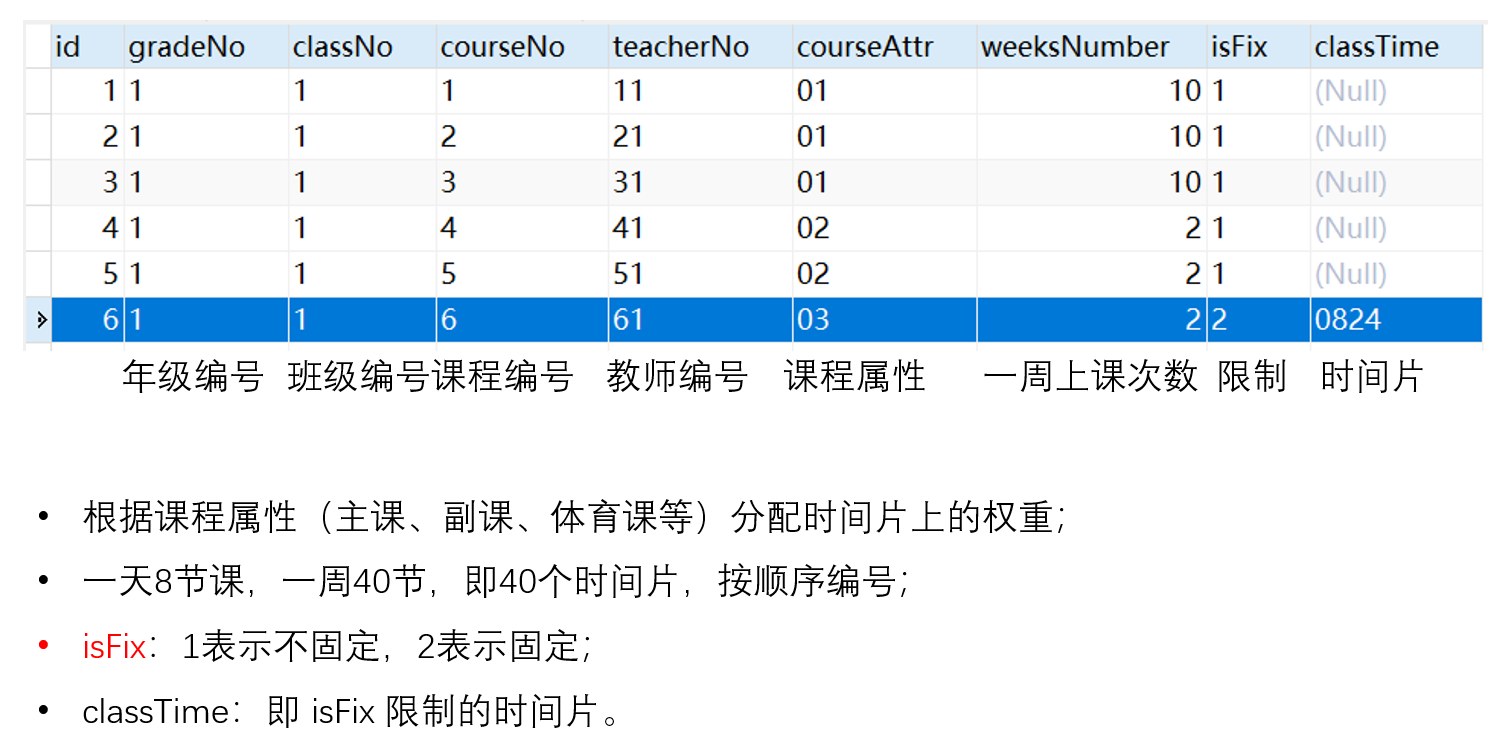 id gradeNo classNo courseNo teacherNo courseAttr weeksNumber isFix classTime
1 1 1 1 11 01 10 1 (Null)
2 1 1 2 21 01 10 1 (Null)
3 1 1 3 31 01 10 1 (Null)
4 1 1 4 41 02 2 1 (Null)
5 1 1 5 51 02 2 1 (Null)
6 1 1 6 61 03 2 2 0824
年级编号 班级编号 课程编号 教师编号 课程属性 一周上课次数 限制 时间片
• 根据课程属性（主课、副课、体育课等）分配时间片上的权重；
• 一天8节课，一周40节，即40个时间片，按顺序编号；
• isFix：1表示不固定，2表示固定；
• classTime：即 isFix 限制的时间片。